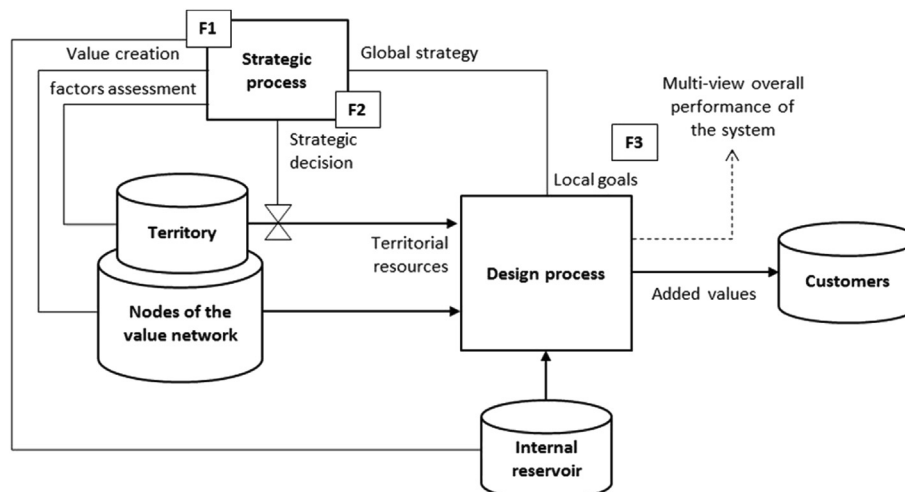 F1
Value creation
factors assessment
Strategic
process
Global strategy
F2
Strategic
decision
Multi-view overall
performance of
the system
F3
Local goals
Territory
Territorial
resources
Design process
Added values
Customers
Nodes of the
value network
Internal
reservoir